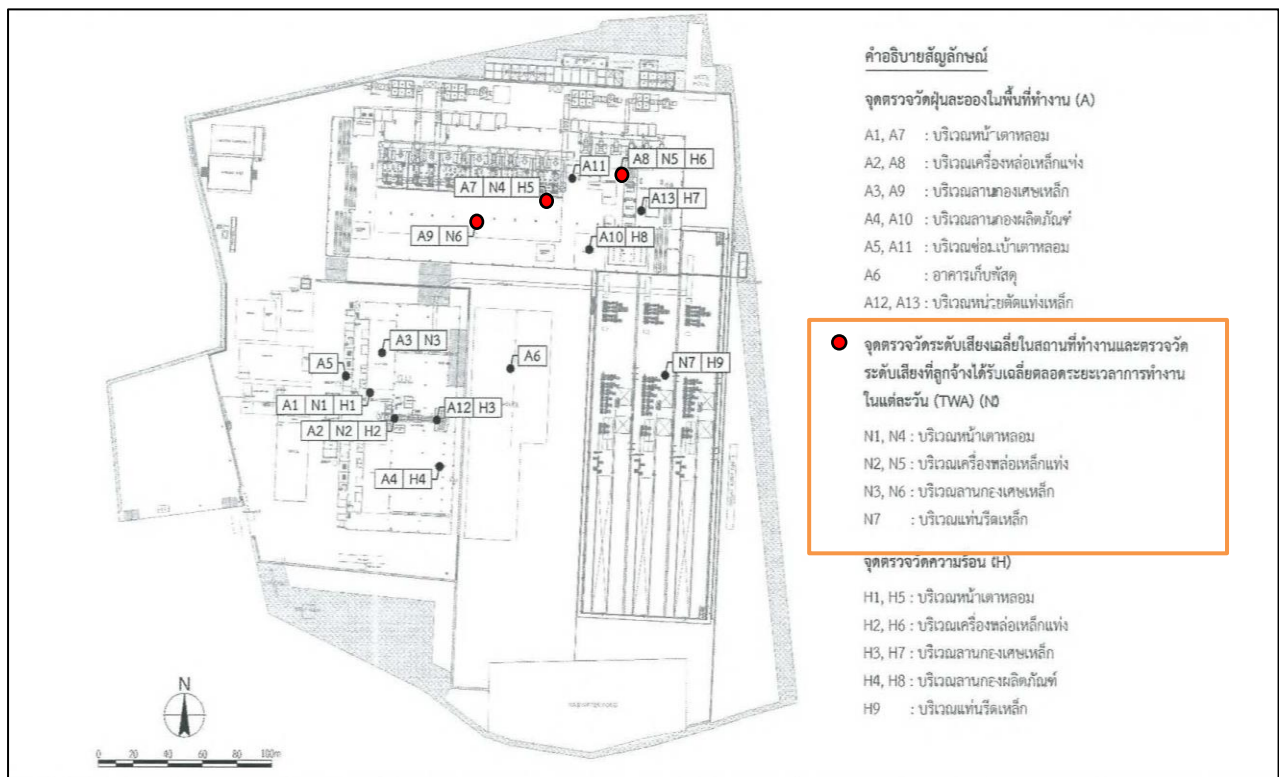 A8 N5 H6
A11
A7 N4 H5
A13 H7
A9 N6
A10 H8
A3 N3
A6
A5
N7 H9
A1 N1 H1
A12 H3
A2 N2 H2
A4 H4
N
0 20 40 60 80 100m
คำอธิบายสัญลักษณ์
จุดตรวจวัดฝุ่นละอองในพื้นที่ทำงาน (A)
A1, A7 : บริเวณหน้าเตาหลอม
A2, A8 : บริเวณเครื่องหล่อเหล็กแท่ง
A3, A9 : บริเวณลานกองเศษเหล็ก
A4, A10 : บริเวณลานกองผลิตภัณฑ์
A5, A11 : บริเวณซ่อมเบ้าเตาหลอม
A6 : อาคารเก็บพัสดุ
A12, A13 : บริเวณหน่วยตัดแท่งเหล็ก
จุดตรวจวัดระดับเสียงเฉลี่ยในสถานที่ทำงานและตรวจวัด
ระดับเสียงที่ลูกจ้างได้รับเฉลี่ยตลอดระยะเวลาการทำงาน
ในแต่ละวัน (TWA) (N)
N1, N4 : บริเวณหน้าเตาหลอม
N2, N5 : บริเวณเครื่องหล่อเหล็กแท่ง
N3, N6 : บริเวณลานกองเศษเหล็ก
N7 : บริเวณแท่นรีดเหล็ก
จุดตรวจวัดความร้อน (H)
H1, H5 : บริเวณหน้าเตาหลอม
H2, H6 : บริเวณเครื่องหล่อเหล็กแท่ง
H3, H7 : บริเวณลานกองเศษเหล็ก
H4, H8 : บริเวณลานกองผลิตภัณฑ์
H9 : บริเวณแท่นรีดเหล็ก